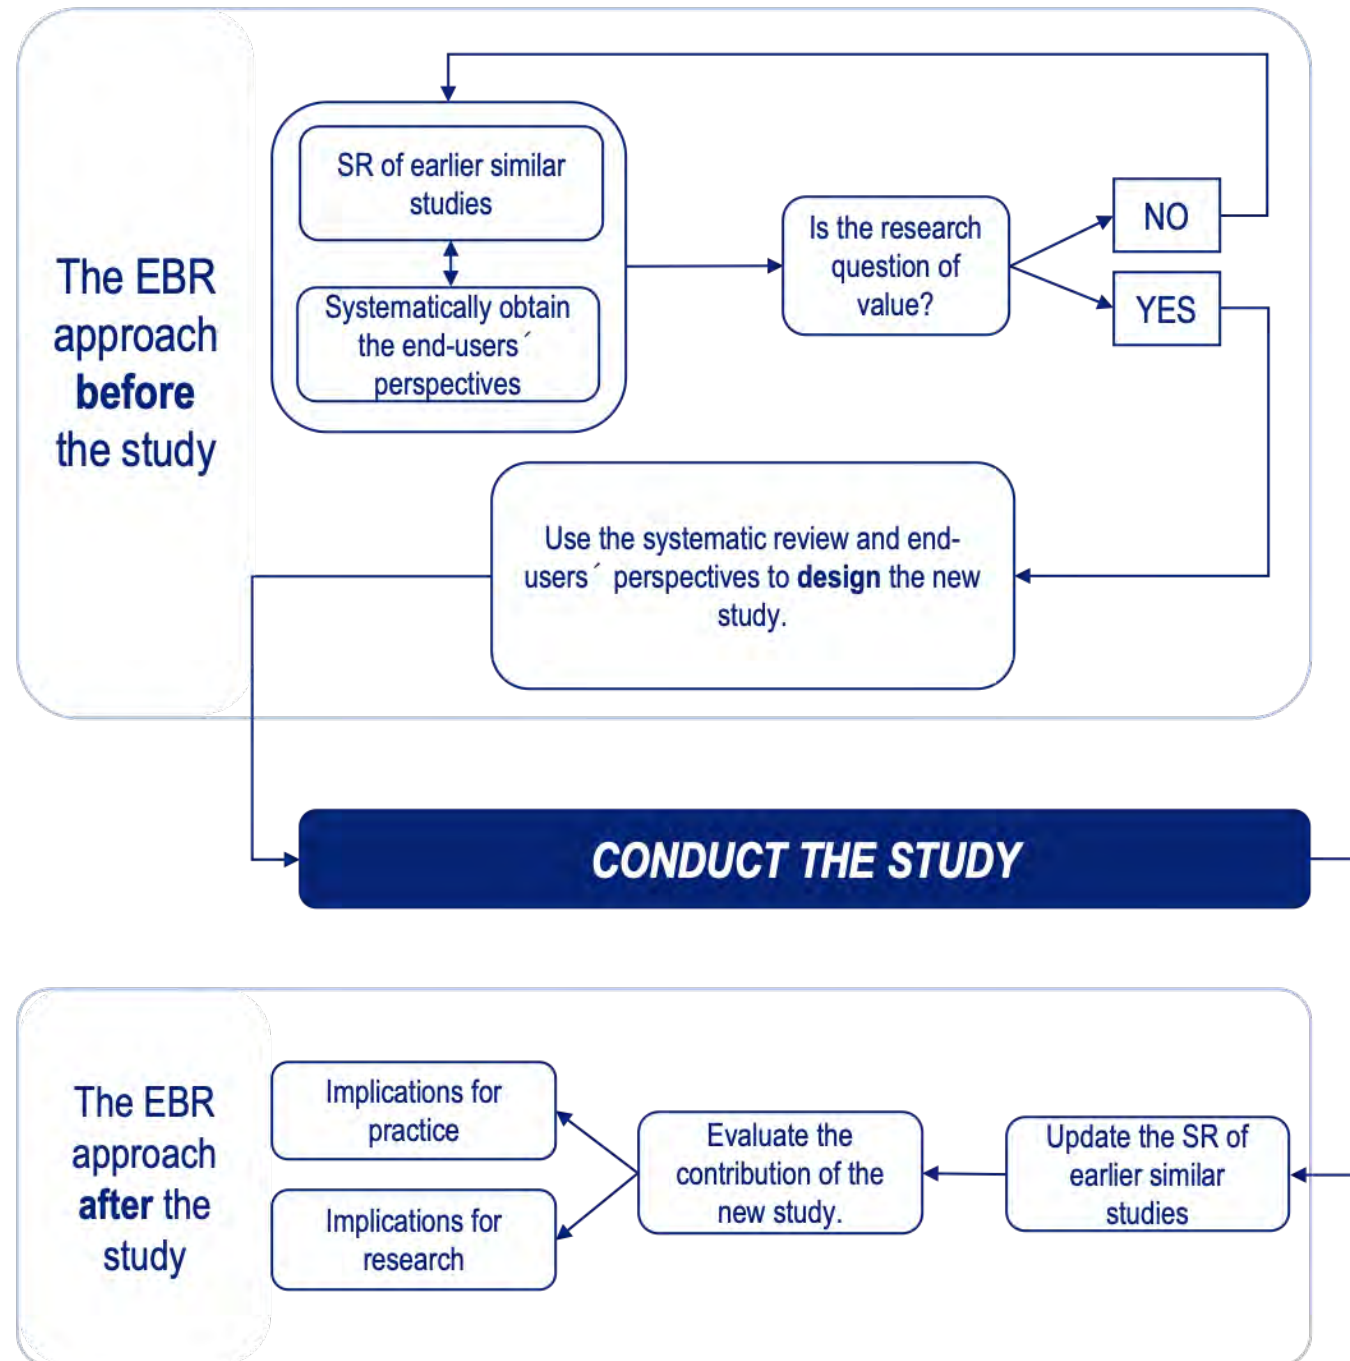 The EBR
approach
before
the study
SR of earlier similar
studies
Systematically obtain
the end-users´
perspectives
Is the research
question of
value?
NO
YES
Use the systematic review and end-
users´ perspectives to design the new
study.
CONDUCT THE STUDY
The EBR
approach
after the
study
Implications for
practice
Implications for
research
Evaluate the
contribution of the
new study.
Update the SR of
earlier similar
studies